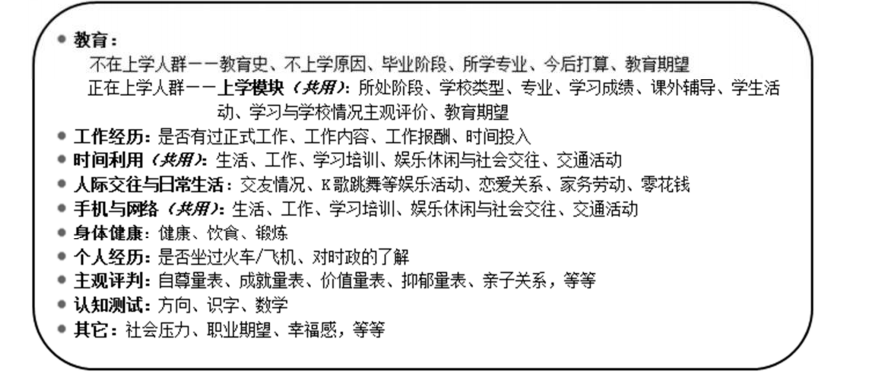 教育：
不在上学人群——教育史、不上学原因、毕业阶段、所学专业、今后打算、教育期望
正在上学人群——上学模块（共用）：所处阶段、学校类型、专业、学习成绩、课外辅导、学生活
动、学习与学校情况主观评价、教育期望
工作经历：是否有过正式工作、工作内容、工作报酬、时间投入
时间利用（共用）：生活、工作、学习培训、娱乐休闲与社会交往、交通活动
人际交往与日常生活：交友情况、K歌跳舞等娱乐活动、恋爱关系、家务劳动、零花钱
手机与网络（共用）：生活、工作、学习培训、娱乐休闲与社会交往、交通活动
身体健康：健康、饮食、锻炼
个人经历：是否坐过火车/飞机、对时政的了解
主观评判：自尊量表、成就量表、价值量表、抑郁量表、亲子关系，等等
认知测试：方向、识字、数学
其它：社会压力、职业期望、幸福感，等等